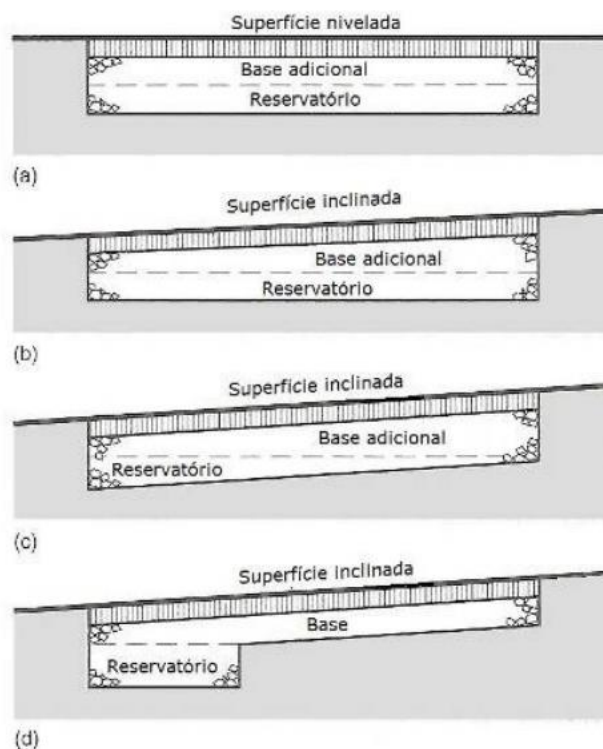 Superfície nivelada
Base adicional
Reservatório
(a)
Superfície inclinada
Base adicional
Reservatório
(b)
Superfície inclinada
Base adicional
Reservatório
(c)
Superfície inclinada
Base
Reservatório
(d)